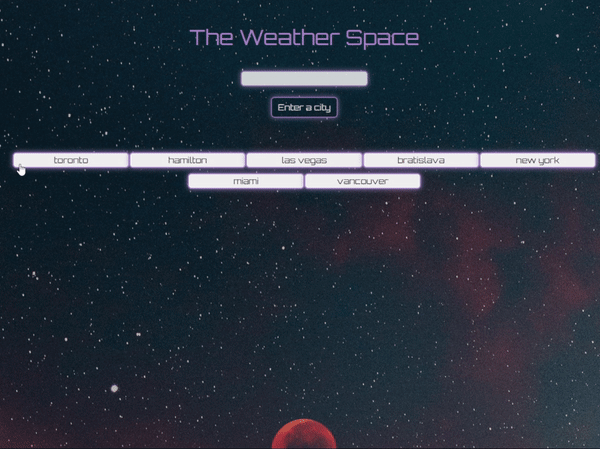 The Weather Space
Enter a city
toronto hamilton las vegas bratislava new york
miami vancouver